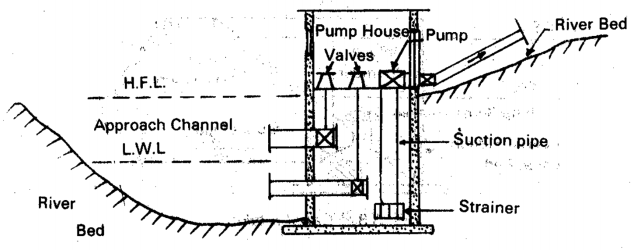 Pump House
Pump
River Bed
Valves
H.F.L.
Approach Channel
L.W.L
Suction pipe
River
Bed
Strainer